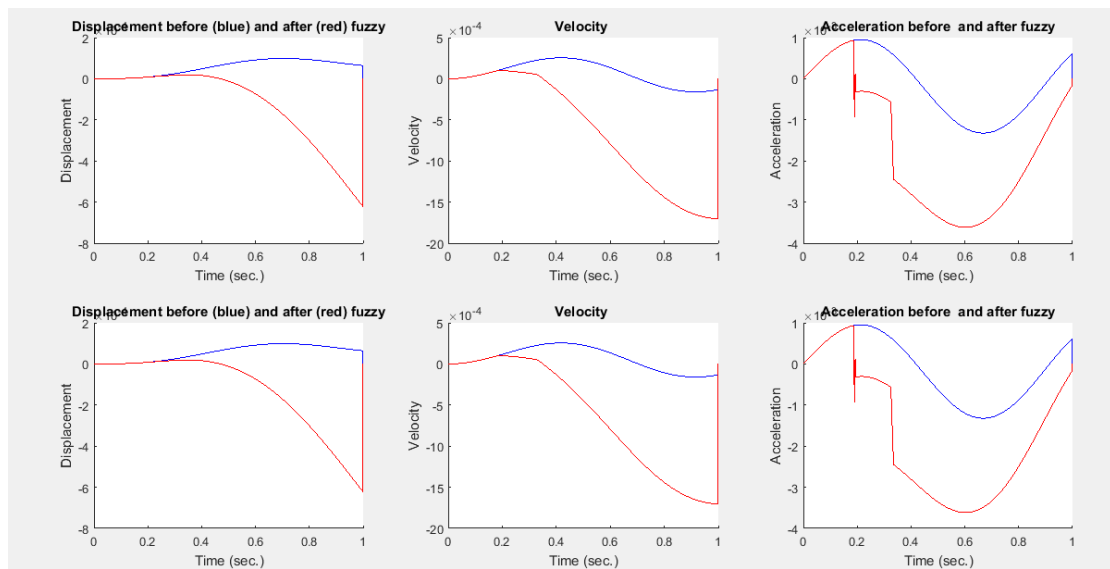 Displacement before (blue) and after (red) fuzzy
Velocity
Acceleration before and after fuzzy
2
0
-2
-4
-6
-8
Displacement
0 0.2 0.4 0.6 0.8 1
Time (sec.)
5 ×10⁻⁴
0
-5
-10
-15
-20
Velocity
0 0.2 0.4 0.6 0.8 1
Time (sec.)
1
0
-1
-2
-3
-4
Acceleration
0 0.2 0.4 0.6 0.8 1
Time (sec.)
Displacement before (blue) and after (red) fuzzy
Velocity
Acceleration before and after fuzzy
2
0
-2
-4
-6
-8
Displacement
0 0.2 0.4 0.6 0.8 1
Time (sec.)
5 ×10⁻⁴
0
-5
-10
-15
-20
Velocity
0 0.2 0.4 0.6 0.8 1
Time (sec.)
1
0
-1
-2
-3
-4
Acceleration
0 0.2 0.4 0.6 0.8 1
Time (sec.)